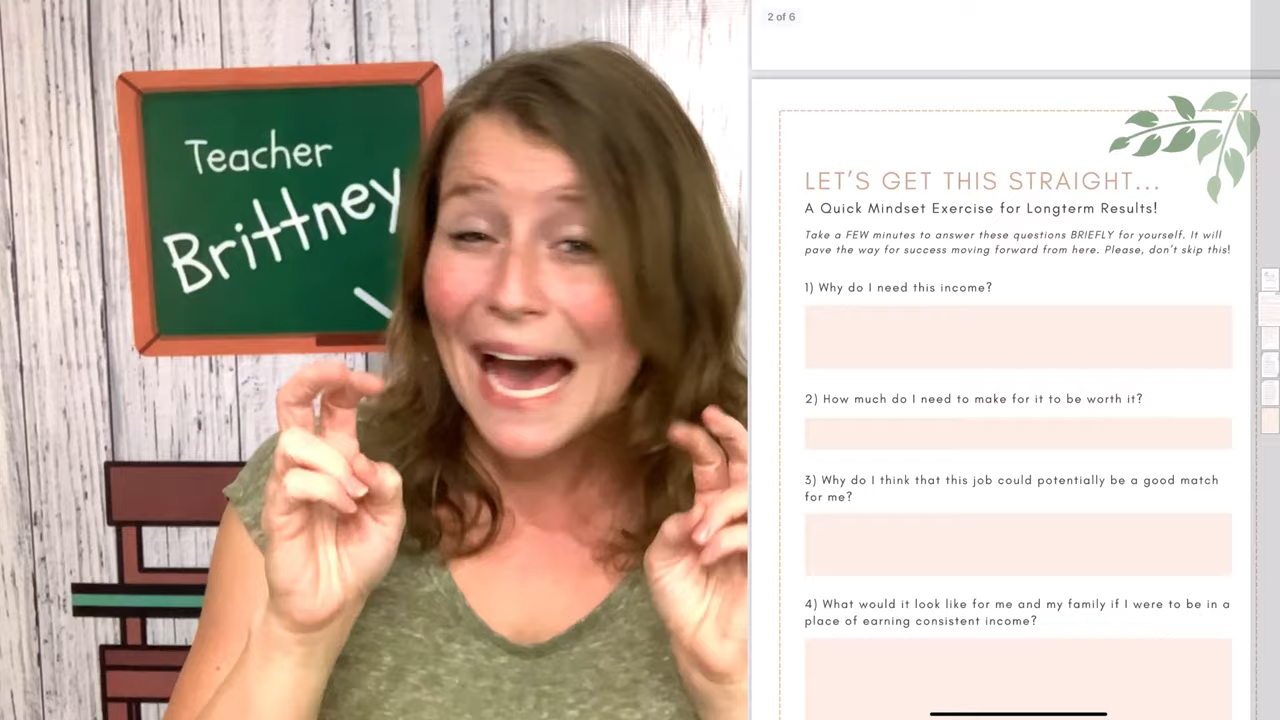 Teacher
Brittney
2 of 6
LET'S GET THIS STRAIGHT...
A Quick Mindset Exercise for Longterm Results!
Take a FEW minutes to answer these questions BRIEFLY for yourself. It will
pave the way for success moving forward from here. Please, don't skip this!
1) Why do I need this income?
2) How much do I need to make for it to be worth it?
3) Why do I think that this job could potentially be a good match
for me?
4) What would it look like for me and my family if I were to be in a
place of earning consistent income?